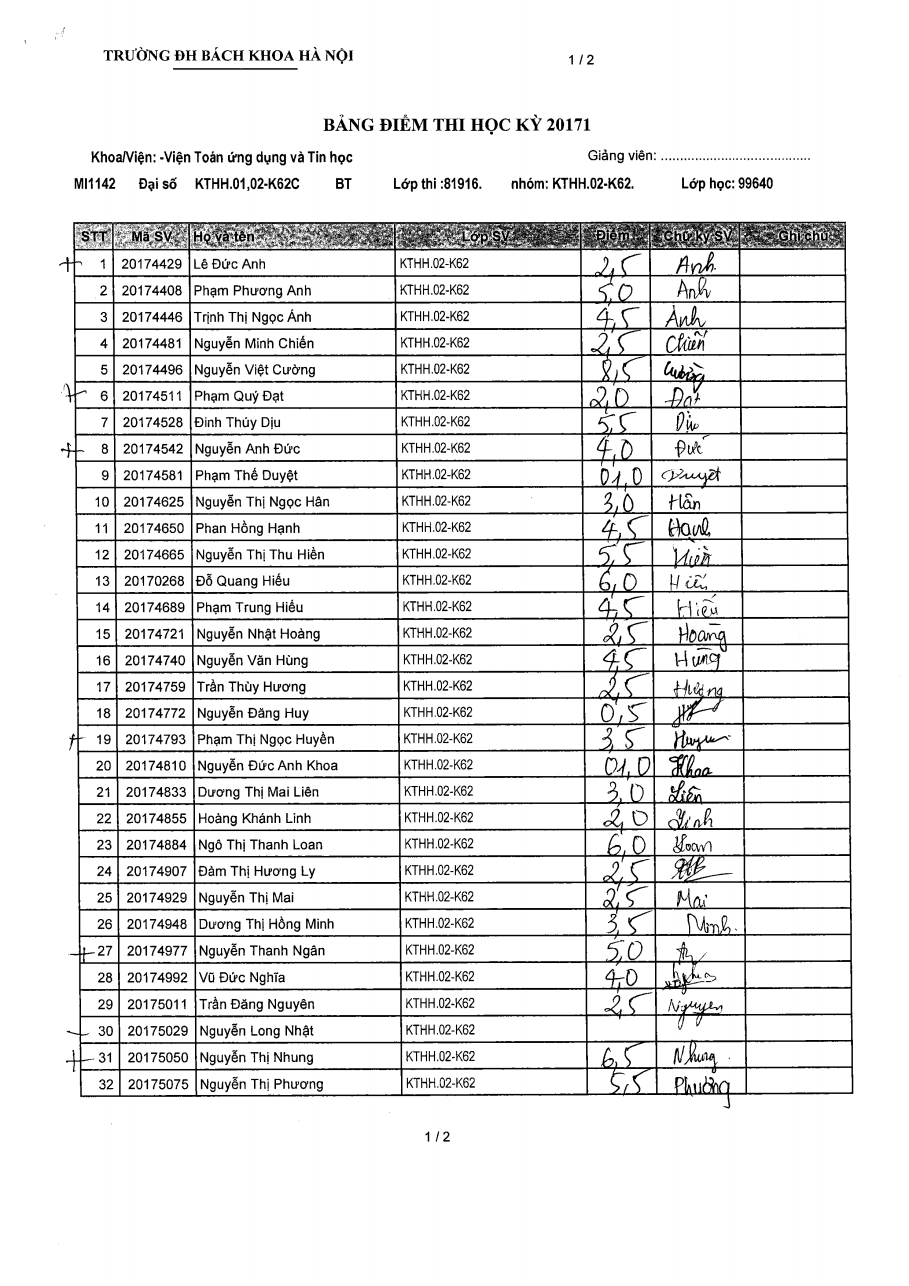 TRƯỜNG ĐH BÁCH KHOA HÀ NỘI 1 / 2
BẢNG ĐIỂM THI HỌC KỲ 20171
Khoa/Viện: -Viện Toán ứng dụng và Tin học Giảng viên: .......................................
MI1142 Đại số KTHH.01,02-K62C BT Lớp thi :81916. nhóm: KTHH.02-K62. Lớp học: 99640
STT Mã SV Họ và tên Lớp SV Điểm Chữ ký SV Ghi chú
1 20174429 Lê Đức Anh KTHH.02-K62 2,5 Anh
2 20174408 Phạm Phương Anh KTHH.02-K62 5,0 Anh
3 20174446 Trịnh Thị Ngọc Ánh KTHH.02-K62 4,5 Ánh
4 20174481 Nguyễn Minh Chiến KTHH.02-K62 2,5 Chiến
5 20174496 Nguyễn Việt Cường KTHH.02-K62 8,5 Cường
6 20174511 Phạm Quý Đạt KTHH.02-K62 2,0 Đạt
7 20174528 Đinh Thúy Dịu KTHH.02-K62 5,5 Dịu
8 20174542 Nguyễn Anh Đức KTHH.02-K62 4,0 Đức
9 20174581 Phạm Thế Duyệt KTHH.02-K62 01,0 Duyệt
10 20174625 Nguyễn Thị Ngọc Hân KTHH.02-K62 3,0 Hân
11 20174650 Phan Hồng Hạnh KTHH.02-K62 4,5 Hạnh
12 20174665 Nguyễn Thị Thu Hiền KTHH.02-K62 5,5 Hiền
13 20170268 Đỗ Quang Hiếu KTHH.02-K62 6,0 Hiếu
14 20174689 Phạm Trung Hiếu KTHH.02-K62 4,5 Hiếu
15 20174721 Nguyễn Nhật Hoàng KTHH.02-K62 2,5 Hoàng
16 20174740 Nguyễn Văn Hùng KTHH.02-K62 4,5 Hùng
17 20174759 Trần Thùy Hương KTHH.02-K62 2,5 Hương
18 20174772 Nguyễn Đăng Huy KTHH.02-K62 0,5
19 20174793 Phạm Thị Ngọc Huyền KTHH.02-K62 3,5 Huyền
20 20174810 Nguyễn Đức Anh Khoa KTHH.02-K62 01,0 Khoa
21 20174833 Dương Thị Mai Liên KTHH.02-K62 3,0 Liên
22 20174855 Hoàng Khánh Linh KTHH.02-K62 2,0 Linh
23 20174884 Ngô Thị Thanh Loan KTHH.02-K62 6,0 Loan
24 20174907 Đàm Thị Hương Ly KTHH.02-K62 2,5
25 20174929 Nguyễn Thị Mai KTHH.02-K62 2,5 Mai
26 20174948 Dương Thị Hồng Minh KTHH.02-K62 3,5 Minh
27 20174977 Nguyễn Thanh Ngân KTHH.02-K62 5,0
28 20174992 Vũ Đức Nghĩa KTHH.02-K62 4,0 Nghĩa
29 20175011 Trần Đăng Nguyên KTHH.02-K62 2,5 Nguyen
30 20175029 Nguyễn Long Nhật KTHH.02-K62
31 20175050 Nguyễn Thị Nhung KTHH.02-K62 6,5 Nhung
32 20175075 Nguyễn Thị Phương KTHH.02-K62 5,5 Phương
1 / 2